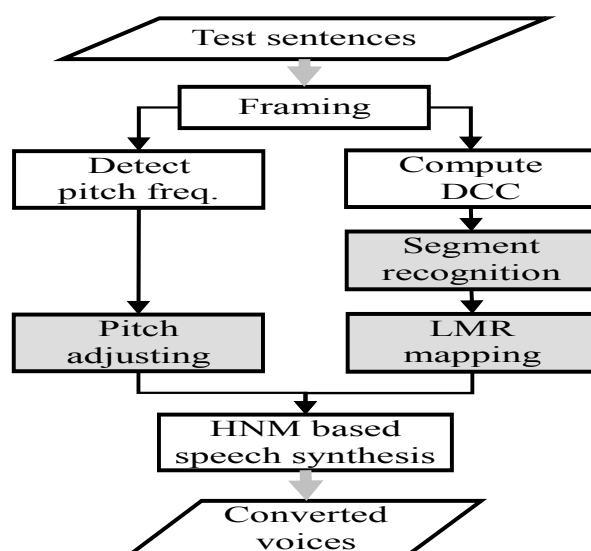 Test sentences
Framing
Detect
pitch freq.
Compute
DCC
Segment
recognition
Pitch
adjusting
LMR
mapping
HNM based
speech synthesis
Converted
voices